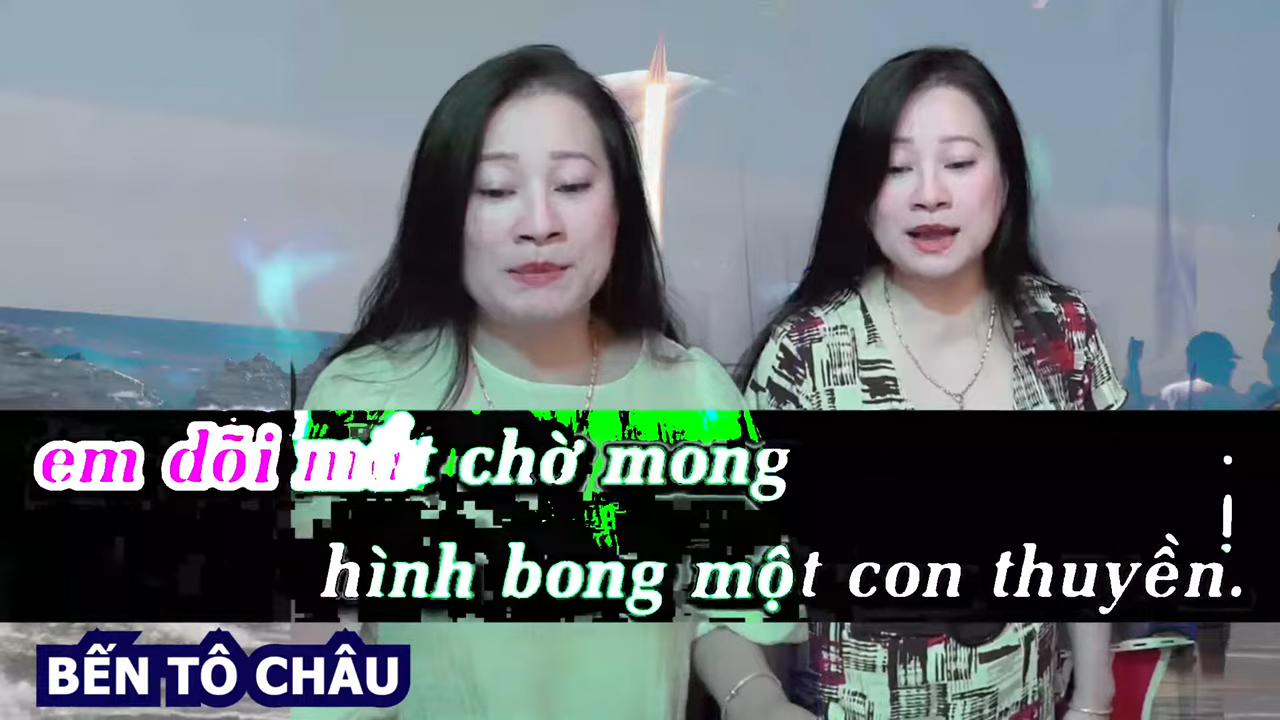 em dõi mắt chờ mong
hình bong một con thuyền.
BẾN TÔ CHÂU